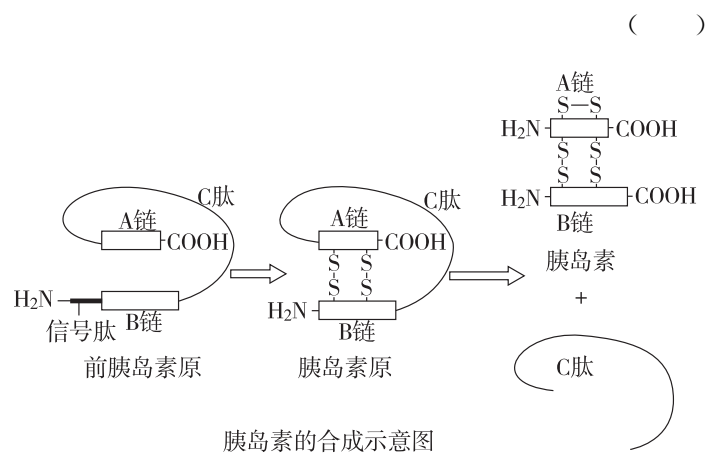 (  )
A链
S—S
H₂N
COOH
S S
S S
H₂N
COOH
B链
胰岛素
+
C肽
C肽
A链
COOH
H₂N
信号肽
B链
前胰岛素原
C肽
A链
COOH
S S
S S
H₂N
B链
胰岛素原
胰岛素的合成示意图